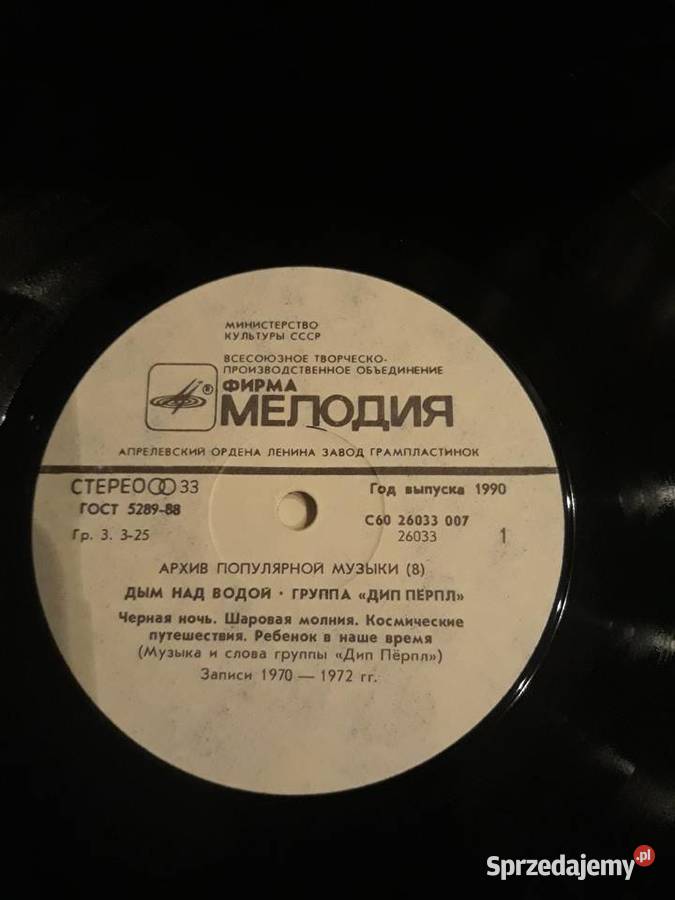 МИНИСТЕРСТВО
КУЛЬТУРЫ СССР
ВСЕСОЮЗНОЕ ТВОРЧЕСКО-
ПРОИЗВОДСТВЕННОЕ ОБЪЕДИНЕНИЕ
®
ФИРМА
МЕЛОДИЯ
АПРЕЛЕВСКИЙ ОРДЕНА ЛЕНИНА ЗАВОД ГРАМПЛАСТИНОК
СТЕРЕО 33
Год выпуска 1990
ГОСТ 5289-88
С60 26033 007
Гр. 3. 3-25
26033
1
АРХИВ ПОПУЛЯРНОЙ МУЗЫКИ (8)
ДЫМ НАД ВОДОЙ · ГРУППА «ДИП ПЁРПЛ»
Черная ночь. Шаровая молния. Космические
путешествия. Ребенок в наше время
(Музыка и слова группы «Дип Пёрпл»)
Записи 1970 — 1972 гг.
Sprzedajemy.pl